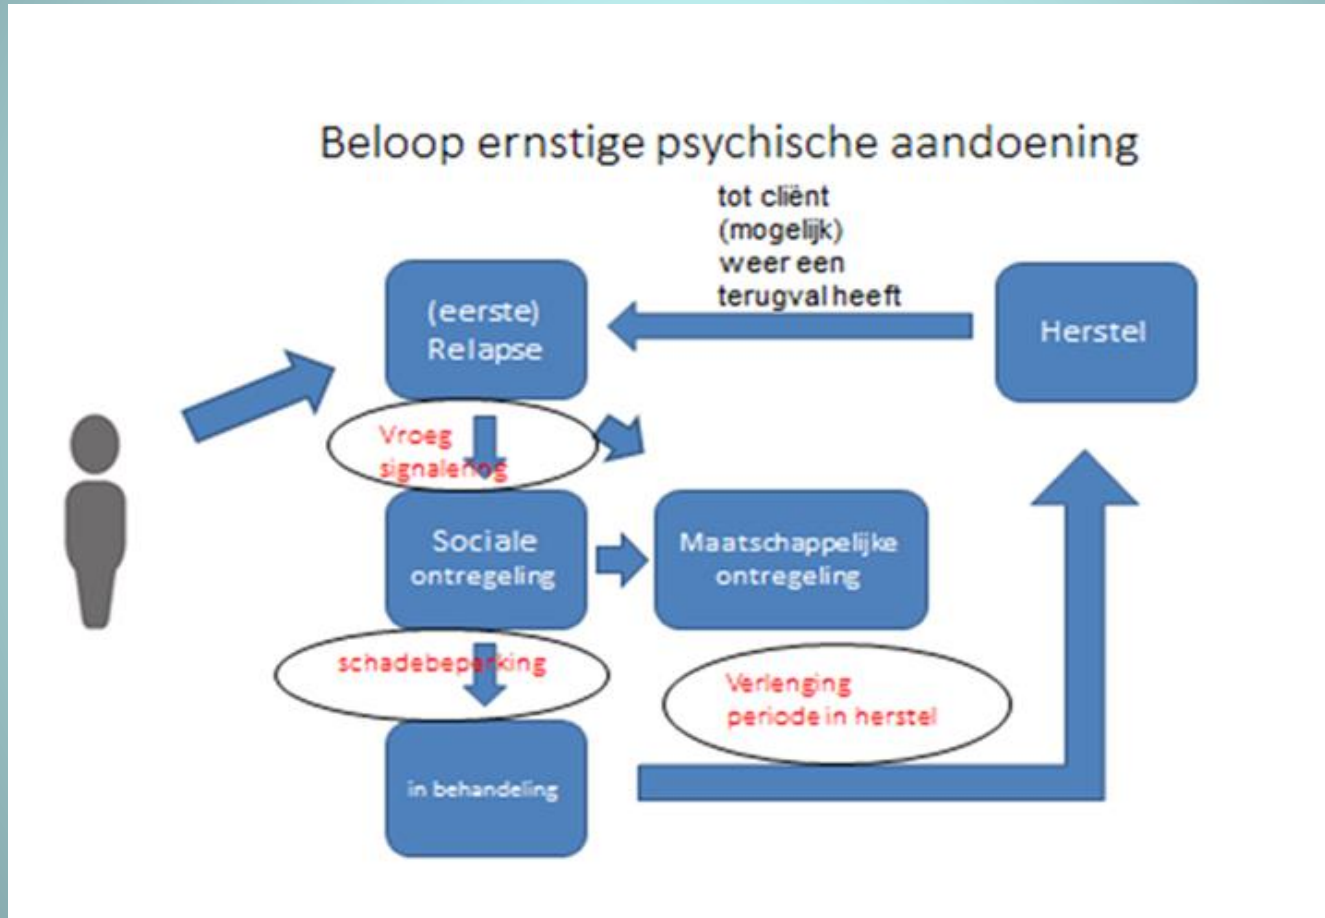 Beloop ernstige psychische aandoening
tot cliënt
(mogelijk)
weer een
terugval heeft
(eerste)
Relapse
Herstel
Vroeg
signalering
Sociale
ontregeling
Maatschappelijke
ontregeling
schadebeperking
Verlenging
periode in herstel
in behandeling